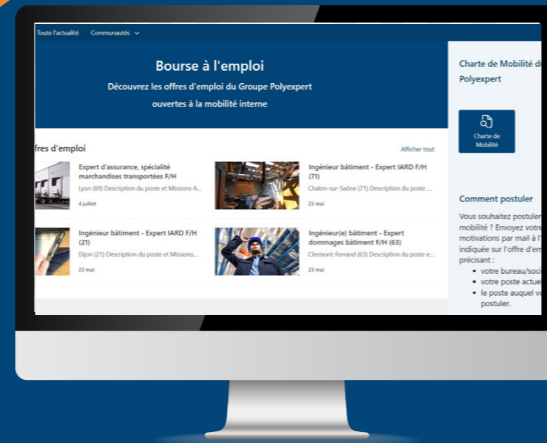 Toute l'actualité Communautés
Bourse à l'emploi
Découvrez les offres d'emploi du Groupe Polyexpert
ouvertes à la mobilité interne
fres d'emploi
Afficher tout
Expert d'assurance, spécialité
marchandises transportées F/H
Lyon (69) Description du poste et Missions A...
4 juillet
Ingénieur bâtiment - Expert IARD F/H
(71)
Chalon-sur-Saône (71) Description du poste ...
23 mai
Ingénieur bâtiment - Expert IARD F/H
(21)
Dijon (21) Description du poste et Missions...
23 mai
Ingénieur(e) bâtiment - Expert
dommages bâtiment F/H (63)
Clermont-Ferrand (63) Description du poste e...
23 mai
Charte de Mobilité d
Polyexpert
Charte de
Mobilité
Comment postuler
Vous souhaitez postuler
mobilité ? Envoyez votre
motivations par mail à l'
indiquée sur l'offre d'em
précisant :
• votre bureau/soci
• votre poste actue
• le poste auquel v
postuler.